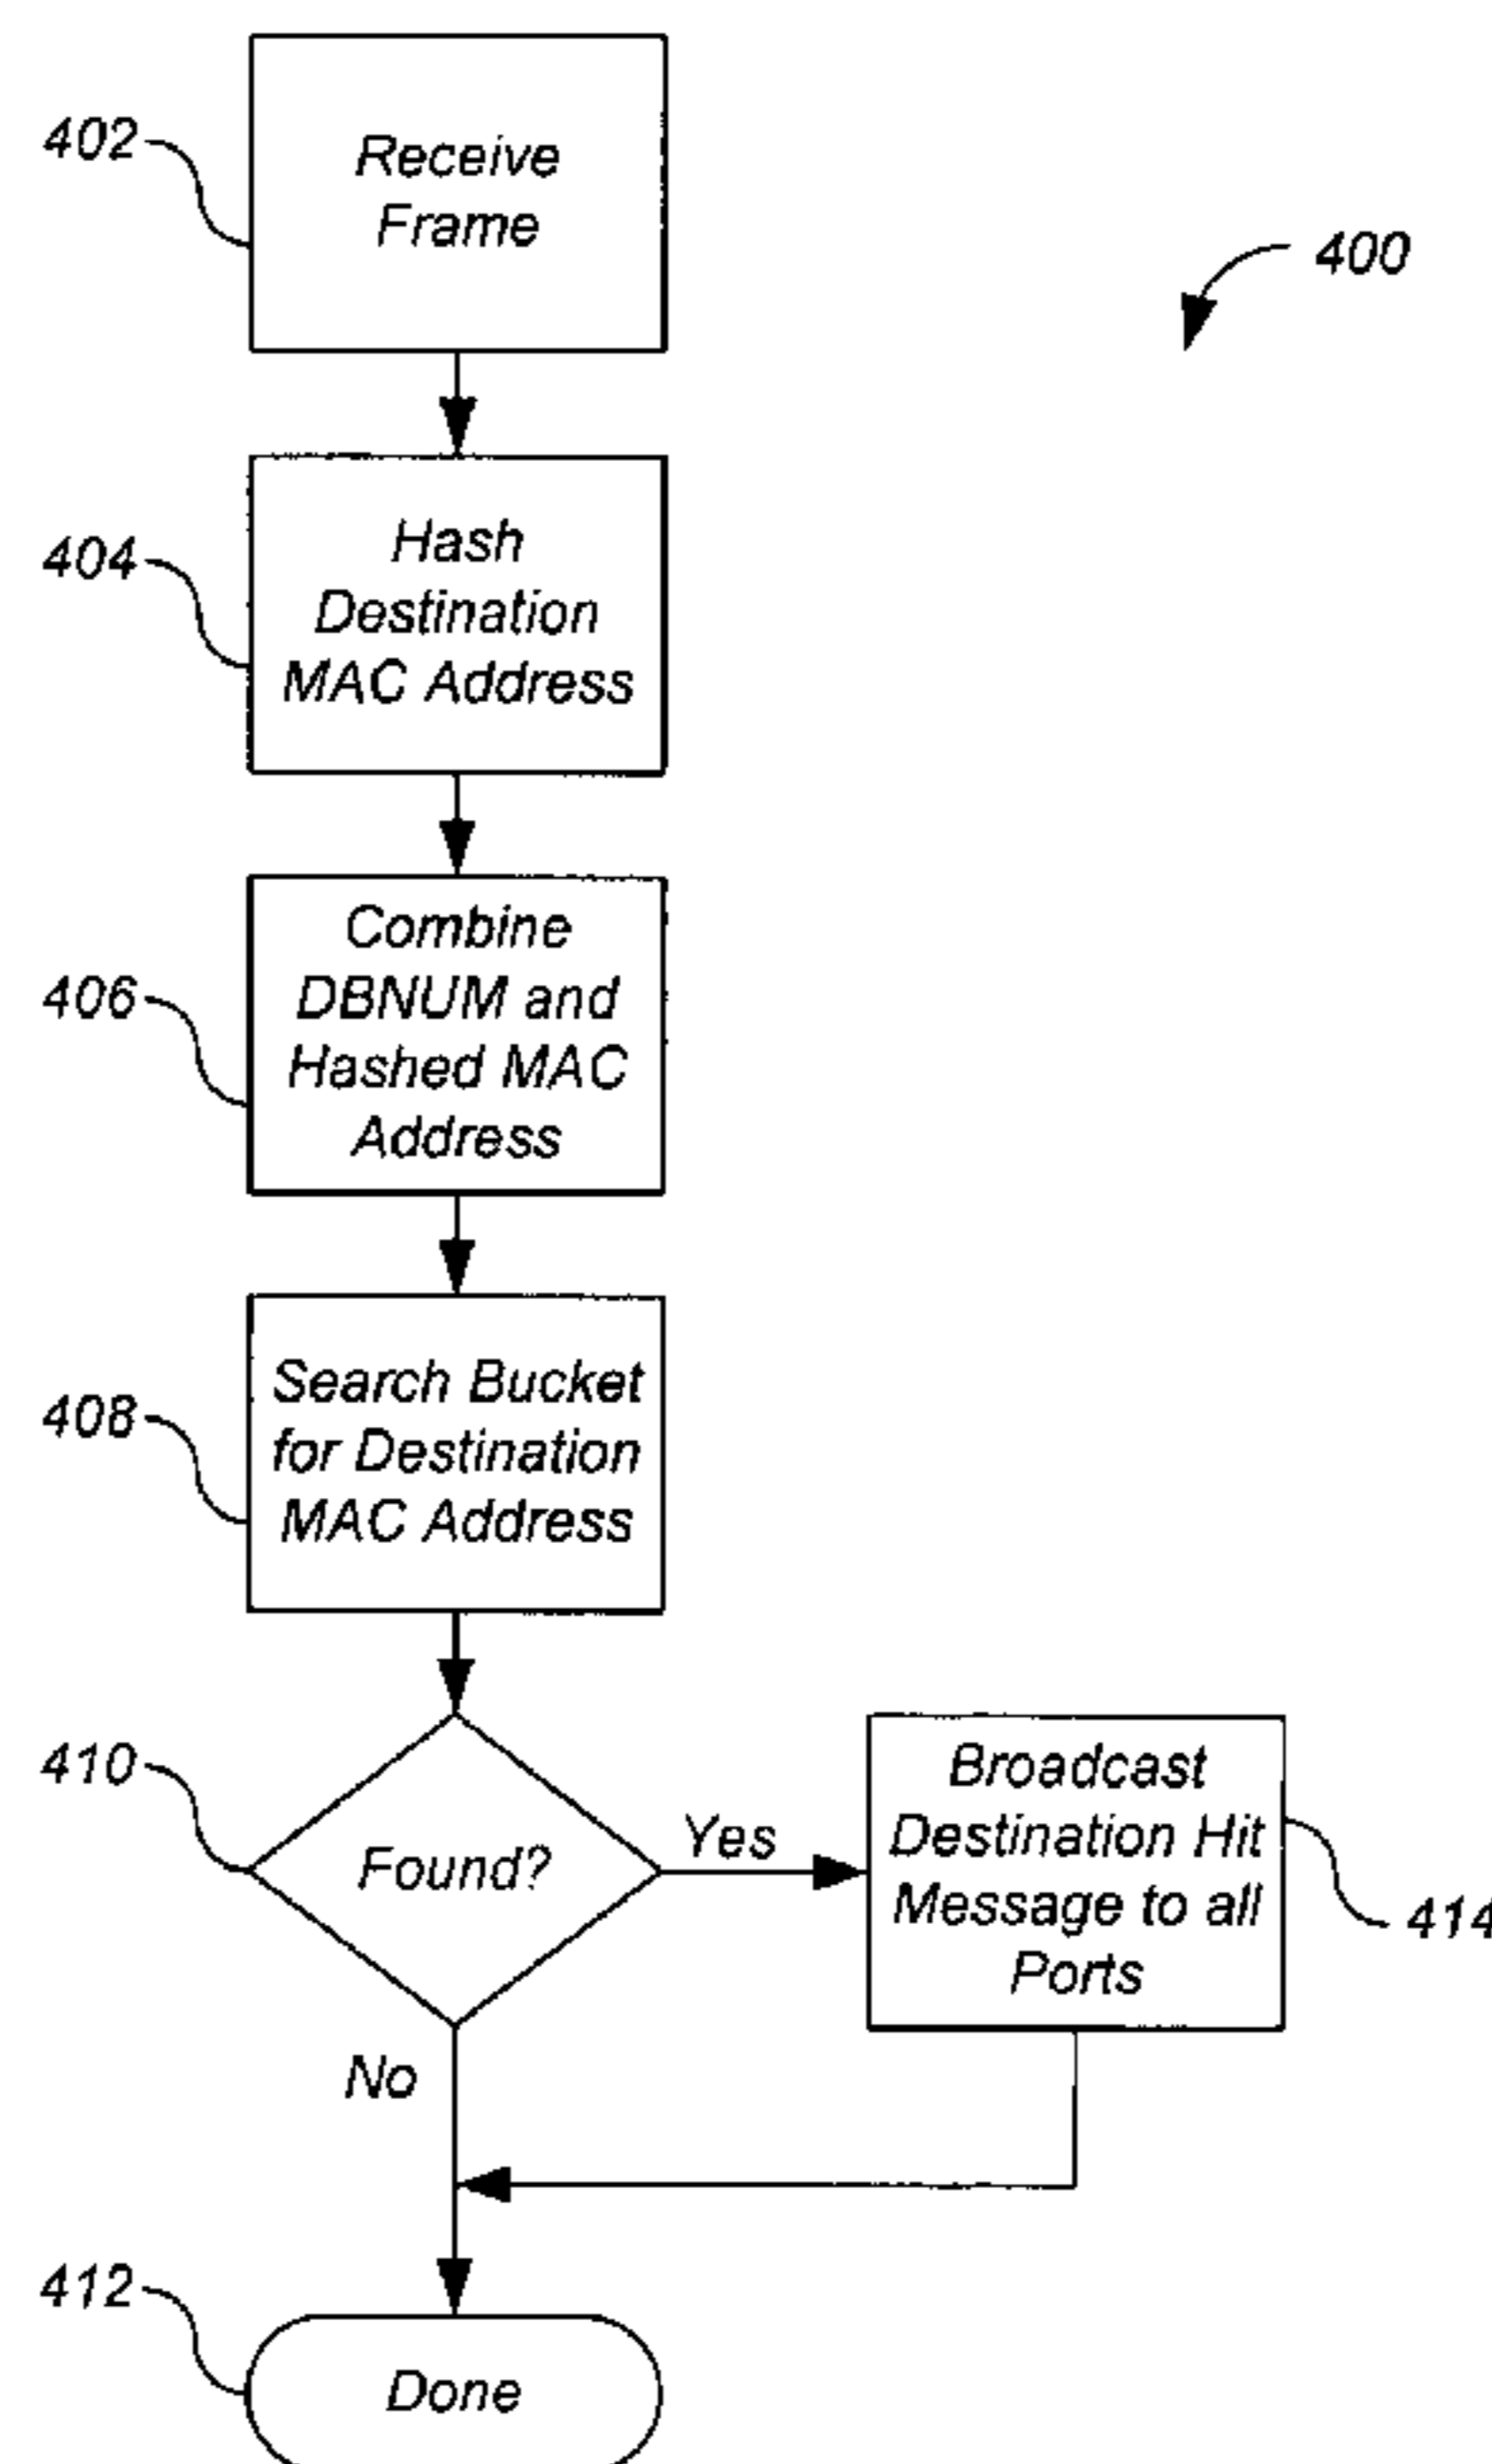 402
Receive
Frame
400
404
Hash
Destination
MAC Address
406
Combine
DBNUM and
Hashed MAC
Address
408
Search Bucket
for Destination
MAC Address
410
Found?
Yes
Broadcast
Destination Hit
Message to all
Ports
414
No
412
Done